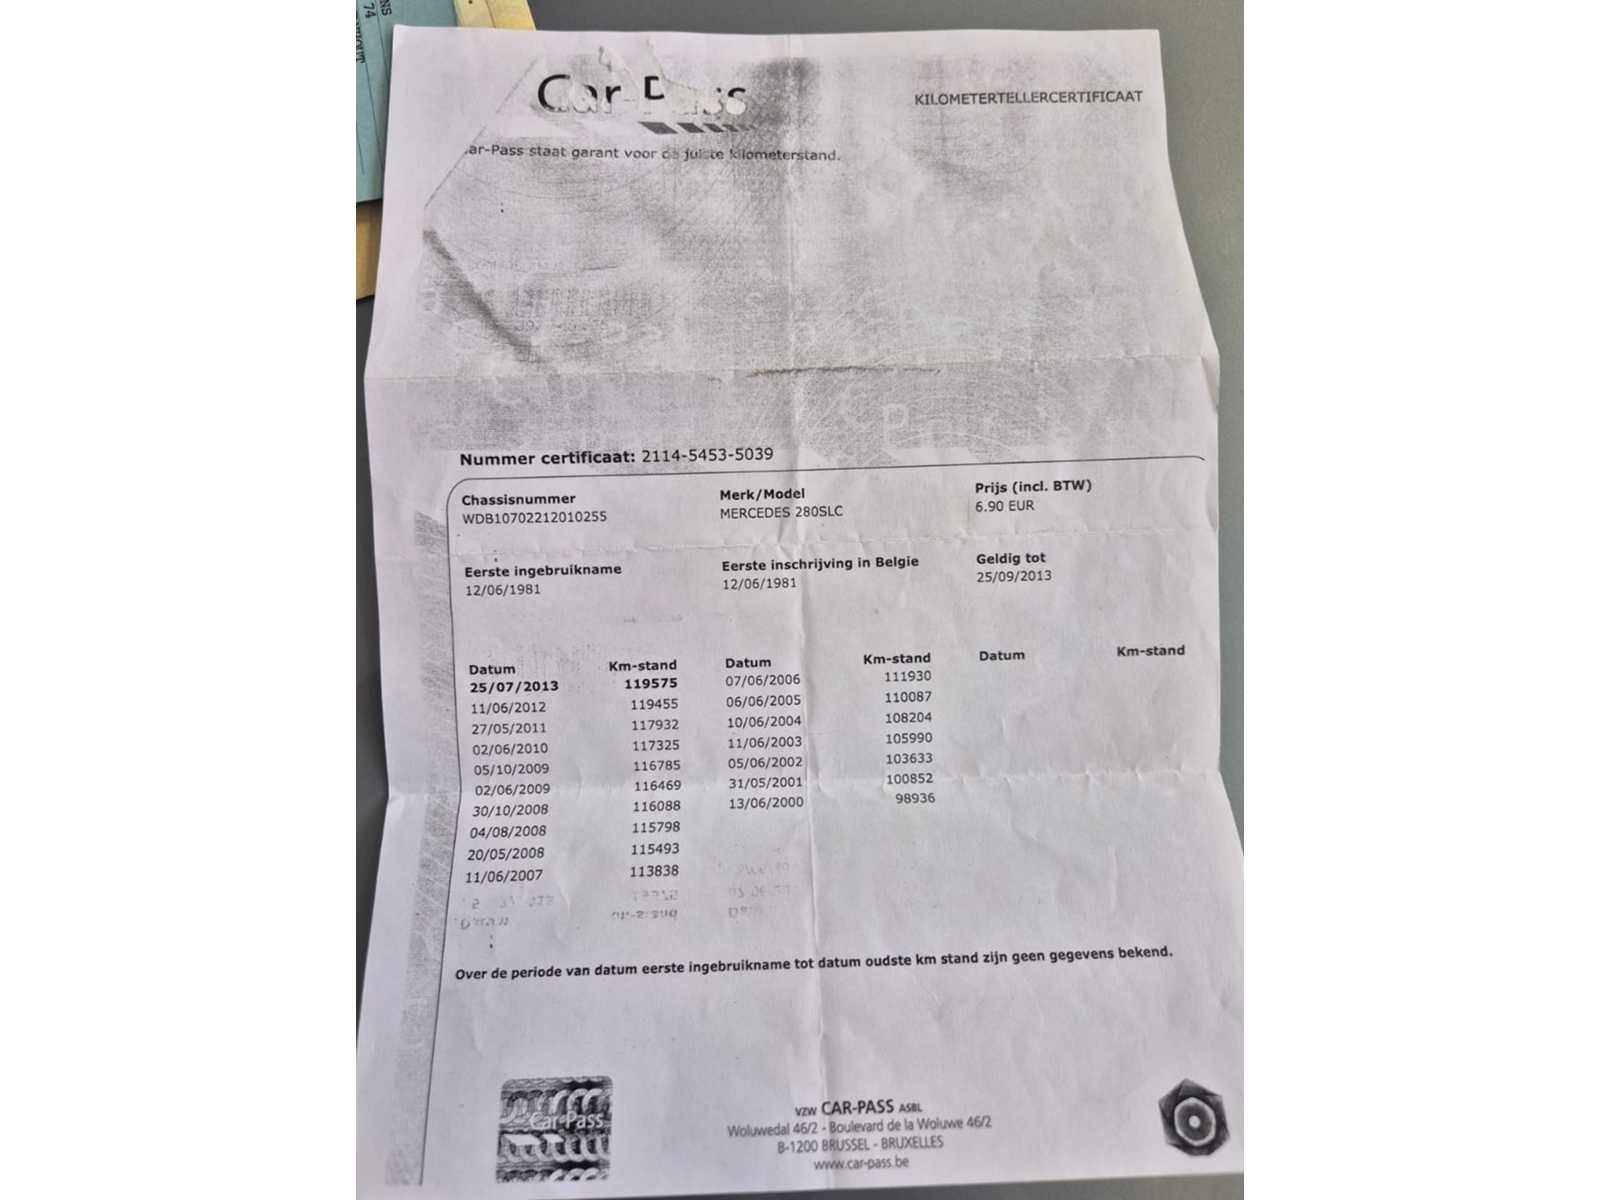 NS
74
Car-Pass
KILOMETERTELLERCERTIFICAAT
ar-Pass staat garant voor de juiste kilometerstand.
Nummer certificaat: 2114-5453-5039
Chassisnummer Merk/Model Prijs (incl. BTW)
WDB10702212010255 MERCEDES 280SLC 6.90 EUR
Eerste ingebruikname Eerste inschrijving in Belgie Geldig tot
12/06/1981 12/06/1981 25/09/2013
Datum Km-stand Datum Km-stand Datum Km-stand
25/07/2013 119575 07/06/2006 111930
11/06/2012 119455 06/06/2005 110087
27/05/2011 117932 10/06/2004 108204
02/06/2010 117325 11/06/2003 105990
05/10/2009 116785 05/06/2002 103633
02/06/2009 116469 31/05/2001 100852
30/10/2008 116088 13/06/2000 98936
04/08/2008 115798
20/05/2008 115493
11/06/2007 113838
Over de periode van datum eerste ingebruikname tot datum oudste km stand zijn geen gegevens bekend.
Car-Pass
VZW CAR-PASS ASBL
Woluwedal 46/2 - Boulevard de la Woluwe 46/2
B-1200 BRUSSEL - BRUXELLES
www.car-pass.be